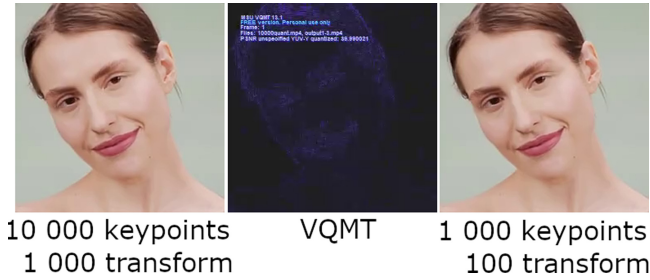 MSU VQMT 13.1
FREE version. Personal use only
Frame: 1
Files: 10000quant.mp4, output1-3.mp4
PSNR unspecified YUV-Y quantized: 39.990021
10 000 keypoints
1 000 transform
VQMT
1 000 keypoints
100 transform